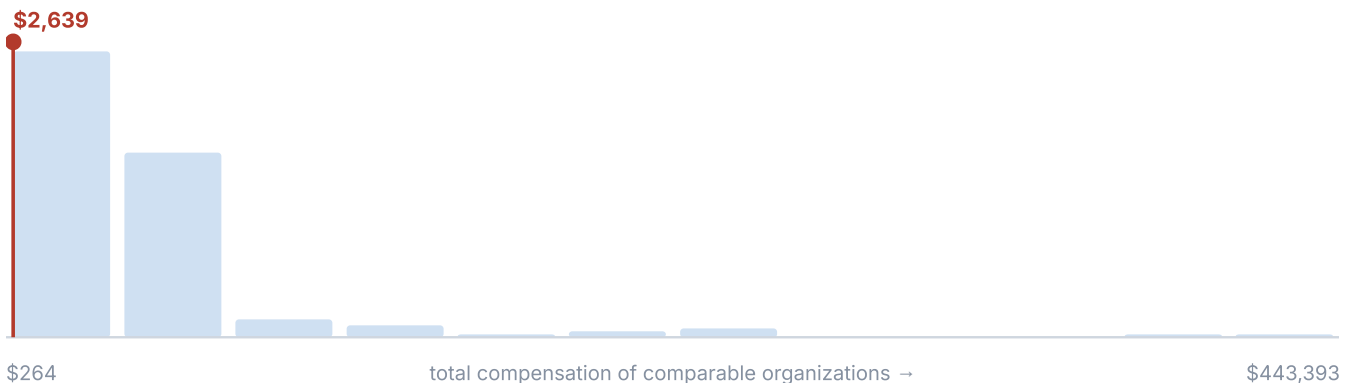 $2,639
$264 total compensation of comparable organizations → $443,393